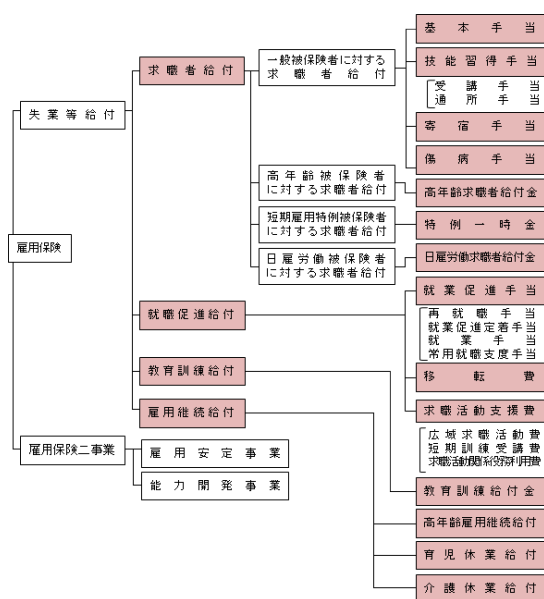 雇用保険
失業等給付
求職者給付
一般被保険者に対する
求職者給付
基本手当
技能習得手当
受講手当
通所手当
寄宿手当
傷病手当
高年齢被保険者
に対する求職者給付
高年齢求職者給付金
短期雇用特例被保険者
に対する求職者給付
特例一時金
日雇労働被保険者
に対する求職者給付
日雇労働求職者給付金
就職促進給付
就業促進手当
再就職手当
就業促進定着手当
就業手当
常用就職支度手当
移転費
求職活動支援費
広域求職活動費
短期訓練受講費
求職活動関係役務利用費
教育訓練給付
教育訓練給付金
雇用継続給付
高年齢雇用継続給付
育児休業給付
介護休業給付
雇用保険二事業
雇用安定事業
能力開発事業